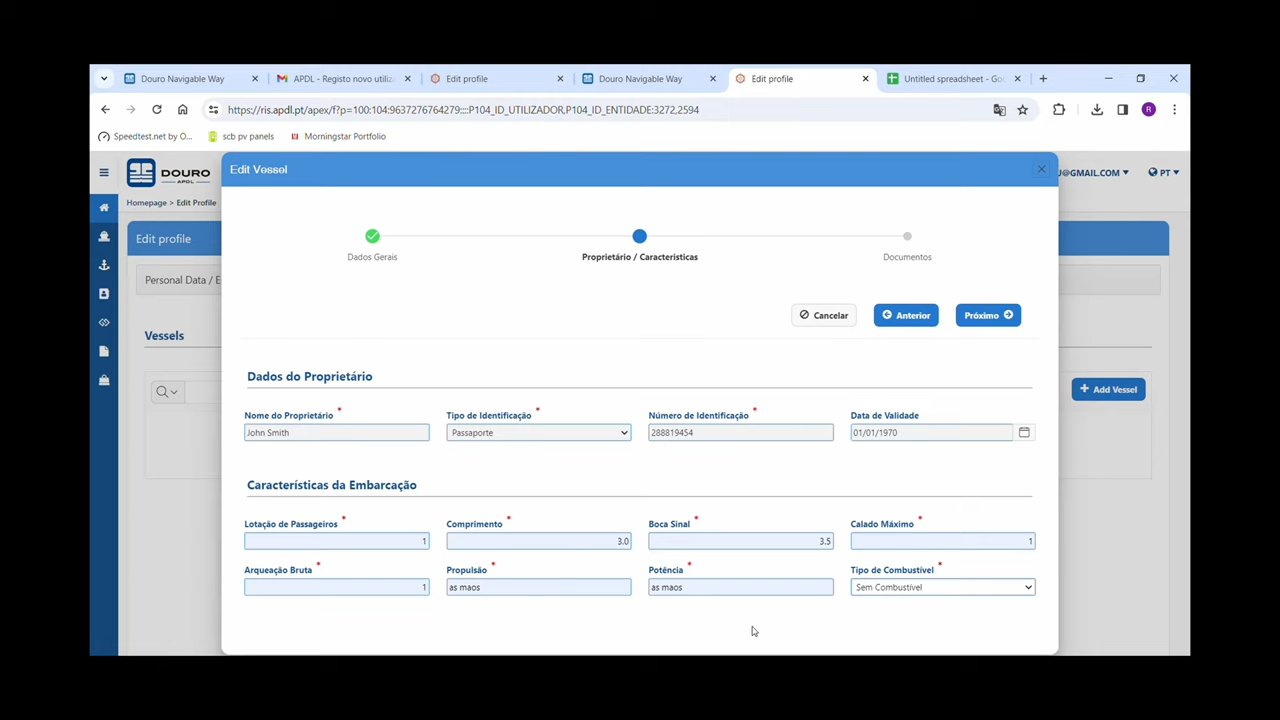 Douro Navigable Way
APDL - Registo novo utiliza
Edit profile
Douro Navigable Way
Edit profile
Untitled spreadsheet - Goo
https://ris.apdl.pt/apex/f?p=100:104:9637276764279::::P104_ID_UTILIZADOR,P104_ID_ENTIDADE:3272,2594
R
Speedtest.net by O...
scb pv panels
Morningstar Portfolio
DOURO
APDL
Edit Vessel
J@GMAIL.COM
PT
Homepage > Edit Profile
Edit profile
Dados Gerais
Proprietário / Caracteristicas
Documentos
Personal Data / E
Cancelar
Anterior
Próximo
Vessels
Dados do Proprietário
Add Vessel
Nome do Proprietário *
Tipo de Identificação *
Número de Identificação *
Data de Validade
John Smith
Passaporte
288819454
01/01/1970
Características da Embarcação
Lotação de Passageiros *
Comprimento *
Boca Sinal *
Calado Máximo *
1
3.0
3.5
1
Arqueação Bruta *
Propulsão *
Potência *
Tipo de Combustível *
1
as maos
as maos
Sem Combustível